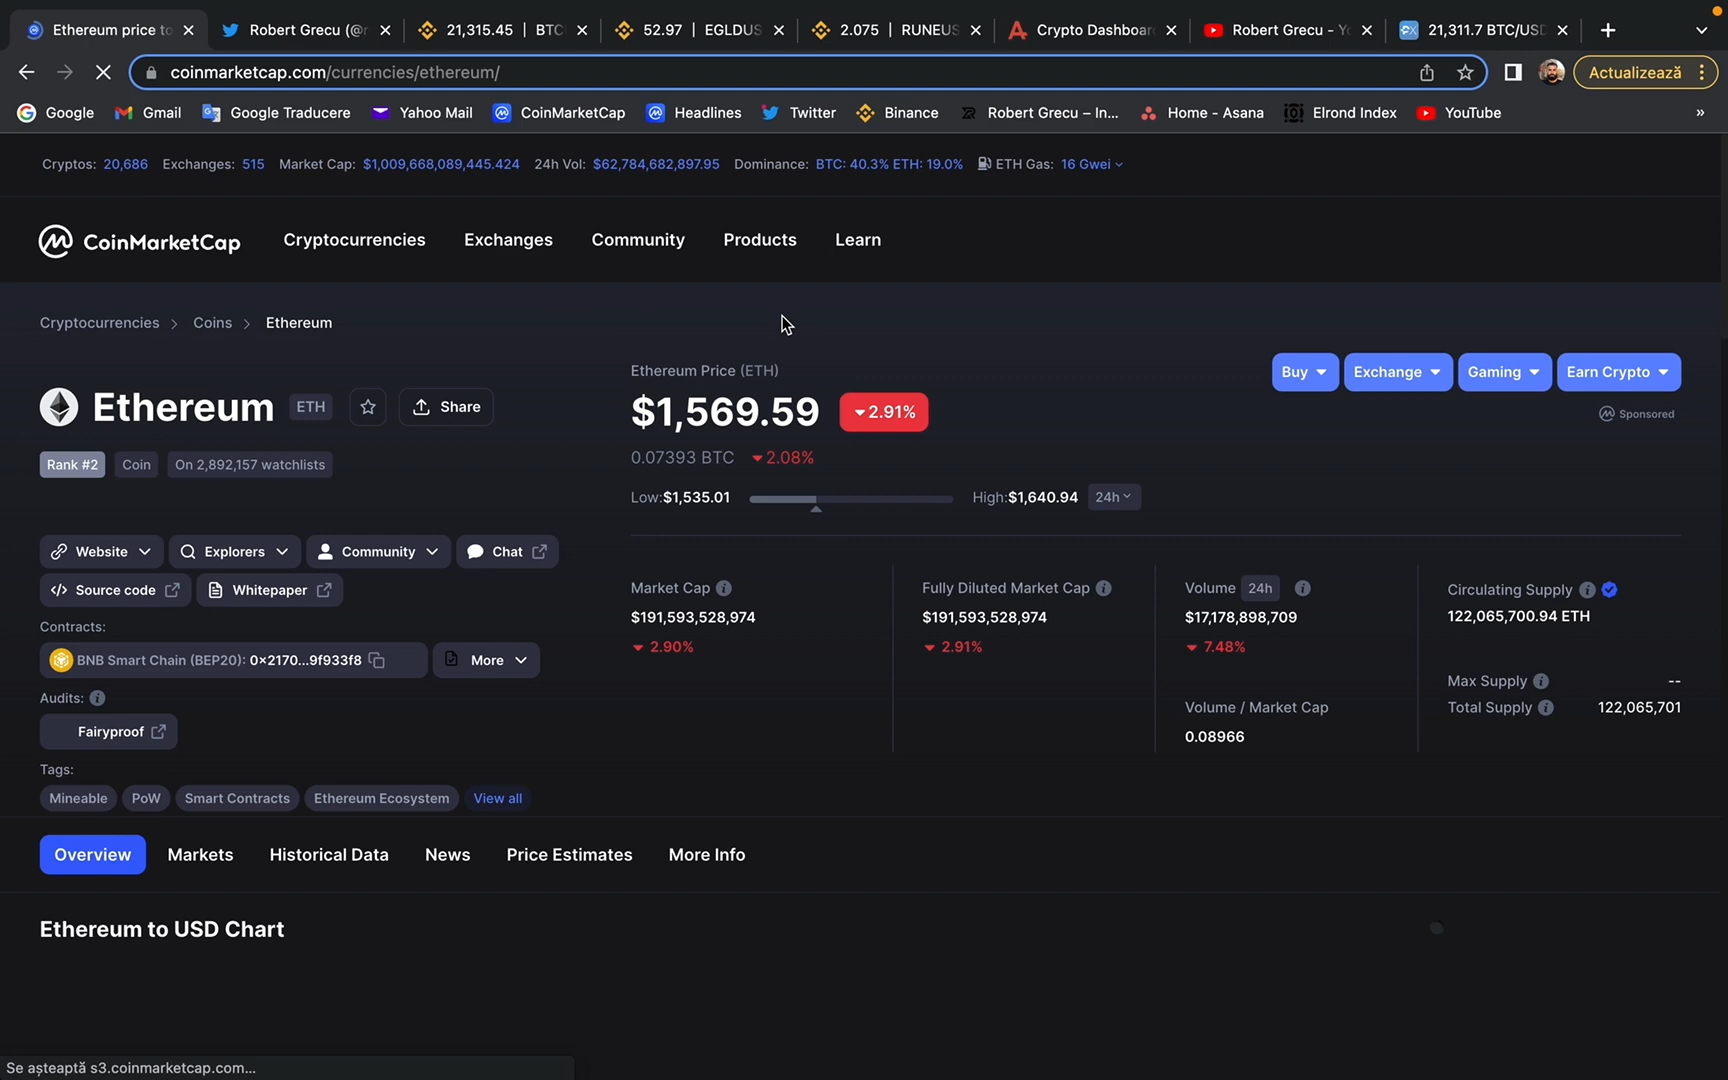 Ethereum price to
Robert Grecu (@r
21,315.45 | BTC
52.97 | EGLDUS
2.075 | RUNEUS
Crypto Dashboar
Robert Grecu - Yo
21,311.7 BTC/USD
coinmarketcap.com/currencies/ethereum/
Actualizează
Google Gmail Google Traducere Yahoo Mail CoinMarketCap Headlines Twitter Binance Robert Grecu – In... Home - Asana Elrond Index YouTube »
Cryptos: 20,686 Exchanges: 515 Market Cap: $1,009,668,089,445.424 24h Vol: $62,784,682,897.95 Dominance: BTC: 40.3% ETH: 19.0% ETH Gas: 16 Gwei
CoinMarketCap Cryptocurrencies Exchanges Community Products Learn
Cryptocurrencies > Coins > Ethereum
Ethereum ETH Share
Rank #2 Coin On 2,892,157 watchlists
Website Explorers Community Chat
Source code Whitepaper
Contracts:
BNB Smart Chain (BEP20): 0x2170...9f933f8 More
Audits:
Fairyproof
Tags:
Mineable PoW Smart Contracts Ethereum Ecosystem View all
Ethereum Price (ETH)
$1,569.59 2.91%
0.07393 BTC 2.08%
Low:$1,535.01 High:$1,640.94 24h
Buy Exchange Gaming Earn Crypto
Sponsored
Market Cap
$191,593,528,974
2.90%
Fully Diluted Market Cap
$191,593,528,974
2.91%
Volume 24h
$17,178,898,709
7.48%
Volume / Market Cap
0.08966
Circulating Supply
122,065,700.94 ETH
Max Supply --
Total Supply 122,065,701
Overview Markets Historical Data News Price Estimates More Info
Ethereum to USD Chart
Se așteaptă s3.coinmarketcap.com...